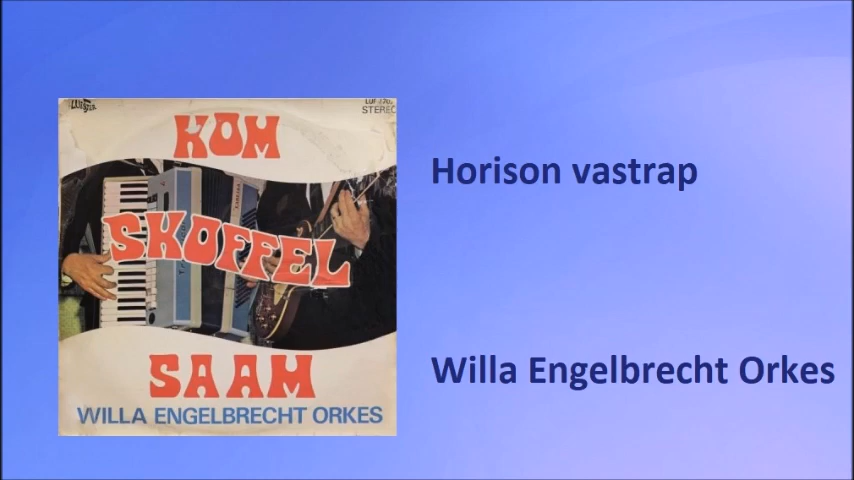 STEREO
KOM
SKOFFEL
SAAM
WILLA ENGELBRECHT ORKES
Horison vastrap
Willa Engelbrecht Orkes